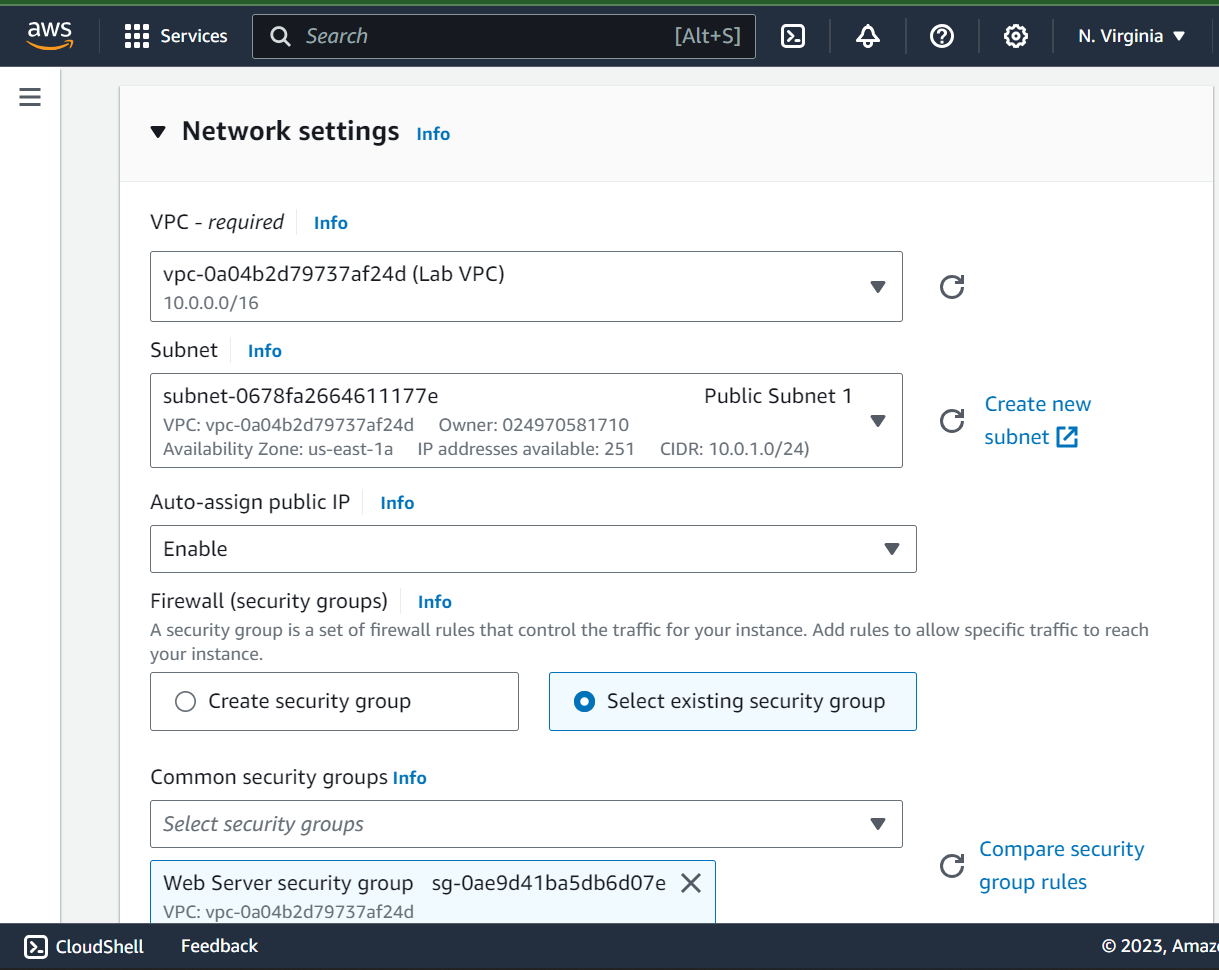 aws
Services
Search [Alt+S]
N. Virginia
Network settings Info
VPC - required Info
vpc-0a04b2d79737af24d (Lab VPC)
10.0.0.0/16
Subnet Info
subnet-0678fa2664611177e Public Subnet 1
VPC: vpc-0a04b2d79737af24d Owner: 024970581710
Availability Zone: us-east-1a IP addresses available: 251 CIDR: 10.0.1.0/24)
Create new
subnet
Auto-assign public IP Info
Enable
Firewall (security groups) Info
A security group is a set of firewall rules that control the traffic for your instance. Add rules to allow specific traffic to reach
your instance.
Create security group
Select existing security group
Common security groups Info
Select security groups
Web Server security group sg-0ae9d41ba5db6d07e
VPC: vpc-0a04b2d79737af24d
Compare security
group rules
CloudShell Feedback © 2023, Amaz